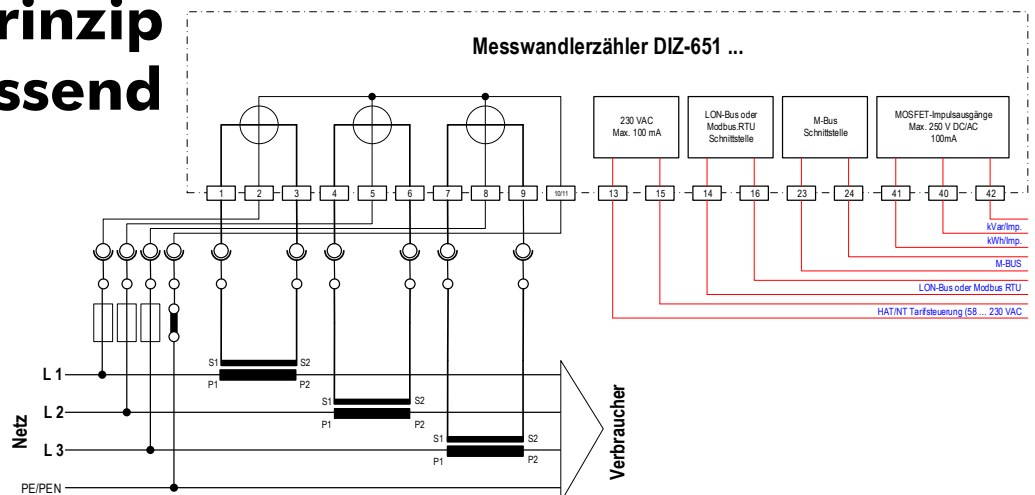 rinzip
ssend
Messwandlerzähler DIZ-651 ...
230 VAC
Max. 100 mA
LON-Bus oder
Modbus.RTU
Schnittstelle
M-Bus
Schnittstelle
MOSFET-Impulsausgänge
Max. 250 V DC/AC
100mA
1 2 3 4 5 6 7 8 9 10/11 13 15 14 16 23 24 41 40 42
kVar/Imp.
kWh/Imp.
M-BUS
LON-Bus oder Modbus RTU
HAT/NT Tarifsteuerung (58 ... 230 VAC
S1 S2
L 1
P1 P2
S1 S2
L 2
P1 P2
S1 S2
L 3
P1 P2
PE/PEN
Netz
Verbraucher